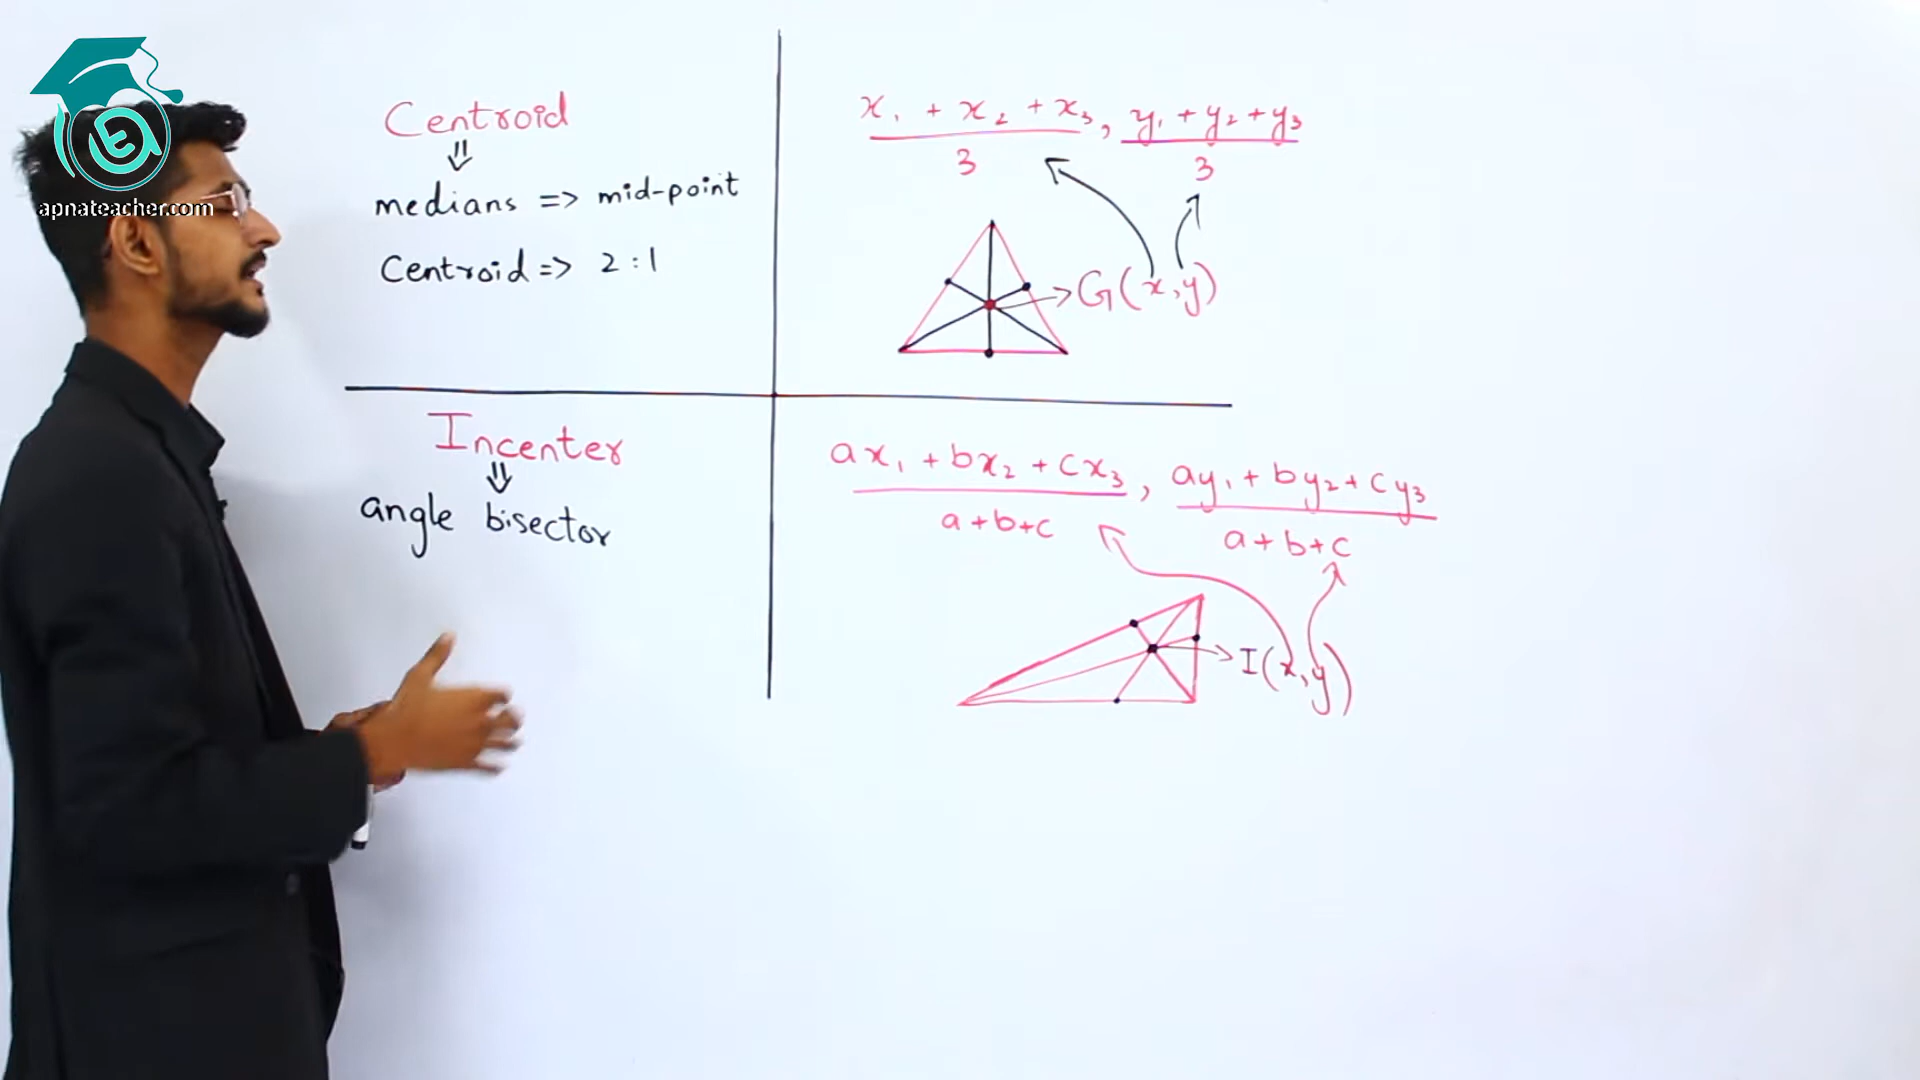 apnateacher.com
Centroid
⇓
medians => mid-point
Centroid => 2 : 1
x₁ + x₂ + x₃ , y₁ + y₂ + y₃
3 3
G(x,y)
Incenter
⇓
angle bisector
ax₁ + bx₂ + cx₃ , ay₁ + by₂ + cy₃
a+b+c a+b+c
I(x,y)